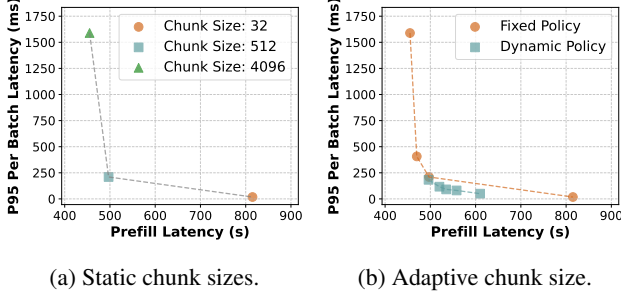 P95 Per Batch Latency (ms)
1750
1500
1250
1000
750
500
250
0
Chunk Size: 32
Chunk Size: 512
Chunk Size: 4096
400 500 600 700 800 900
Prefill Latency (s)
(a) Static chunk sizes.
P95 Per Batch Latency (ms)
1750
1500
1250
1000
750
500
250
0
Fixed Policy
Dynamic Policy
400 500 600 700 800 900
Prefill Latency (s)
(b) Adaptive chunk size.